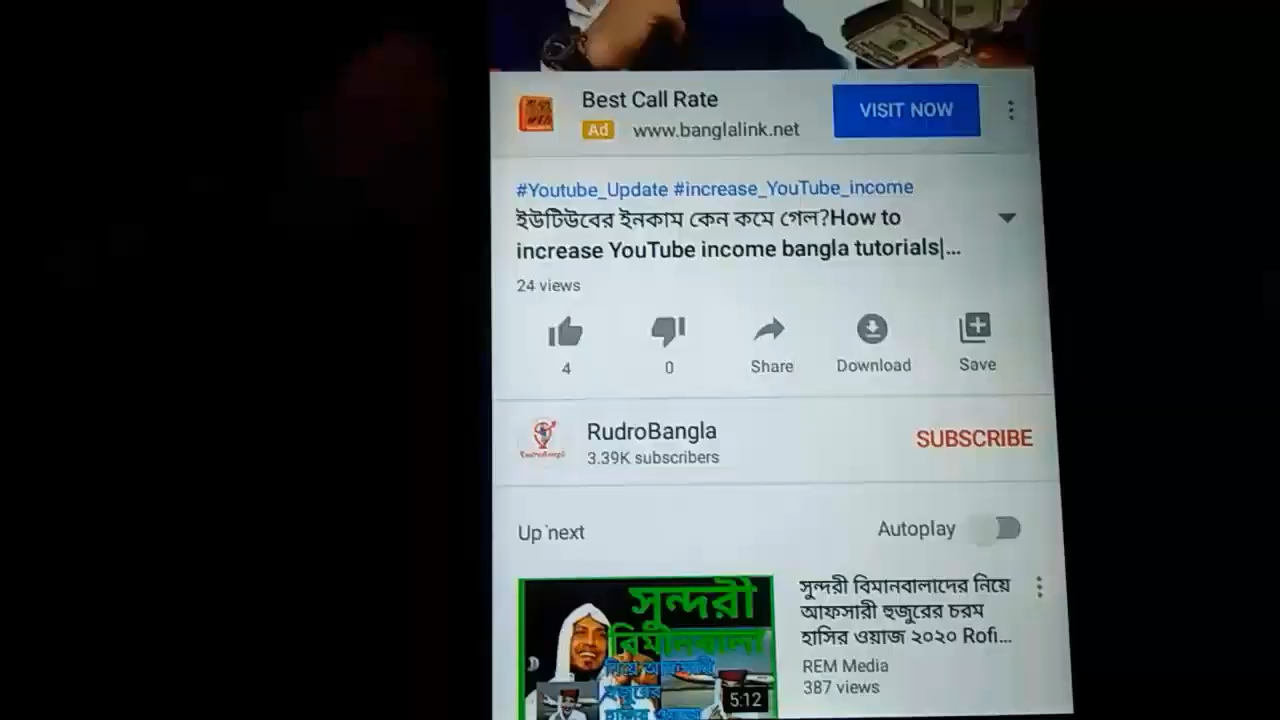 Best Call Rate
VISIT NOW
Ad www.banglalink.net
#Youtube_Update #increase_YouTube_income
ইউটিউবের ইনকাম কেন কমে গেল?How to
increase YouTube income bangla tutorials|...
24 views
4
0
Share
Download
Save
RudroBangla
3.39K subscribers
SUBSCRIBE
Up next
Autoplay
সুন্দরী
বিমানবালা
নিয়ে আফসারী
হুজুরের
হাসির ওয়াজ
5:12
সুন্দরী বিমানবালাদের নিয়ে
আফসারী হুজুরের চরম
হাসির ওয়াজ ২০২০ Rofi...
REM Media
387 views